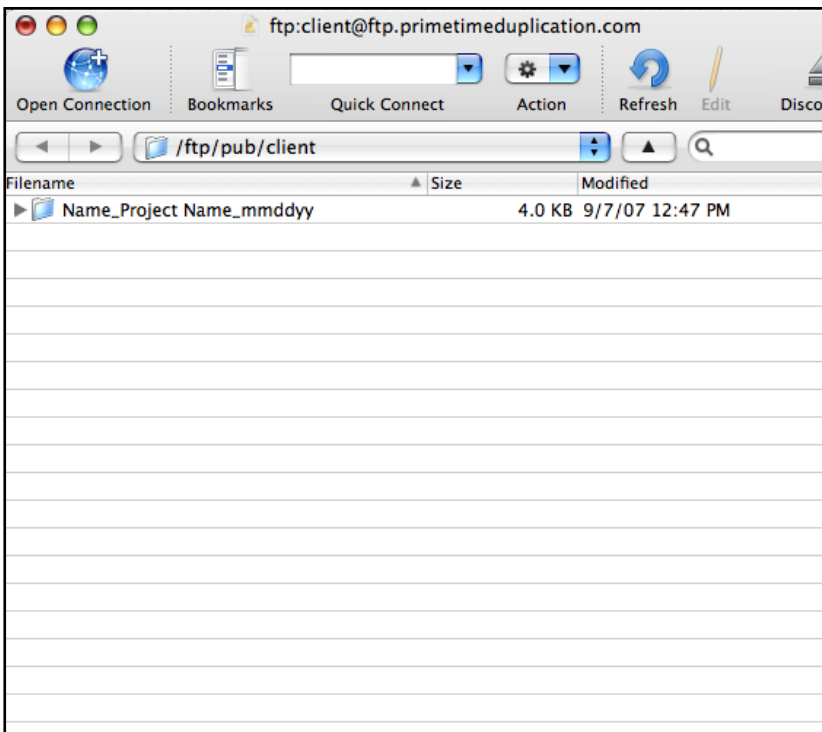 ftp:client@ftp.primetimeduplication.com
Open Connection Bookmarks Quick Connect Action Refresh Edit Disco
/ftp/pub/client
Filename Size Modified
Name_Project Name_mmddyy 4.0 KB 9/7/07 12:47 PM